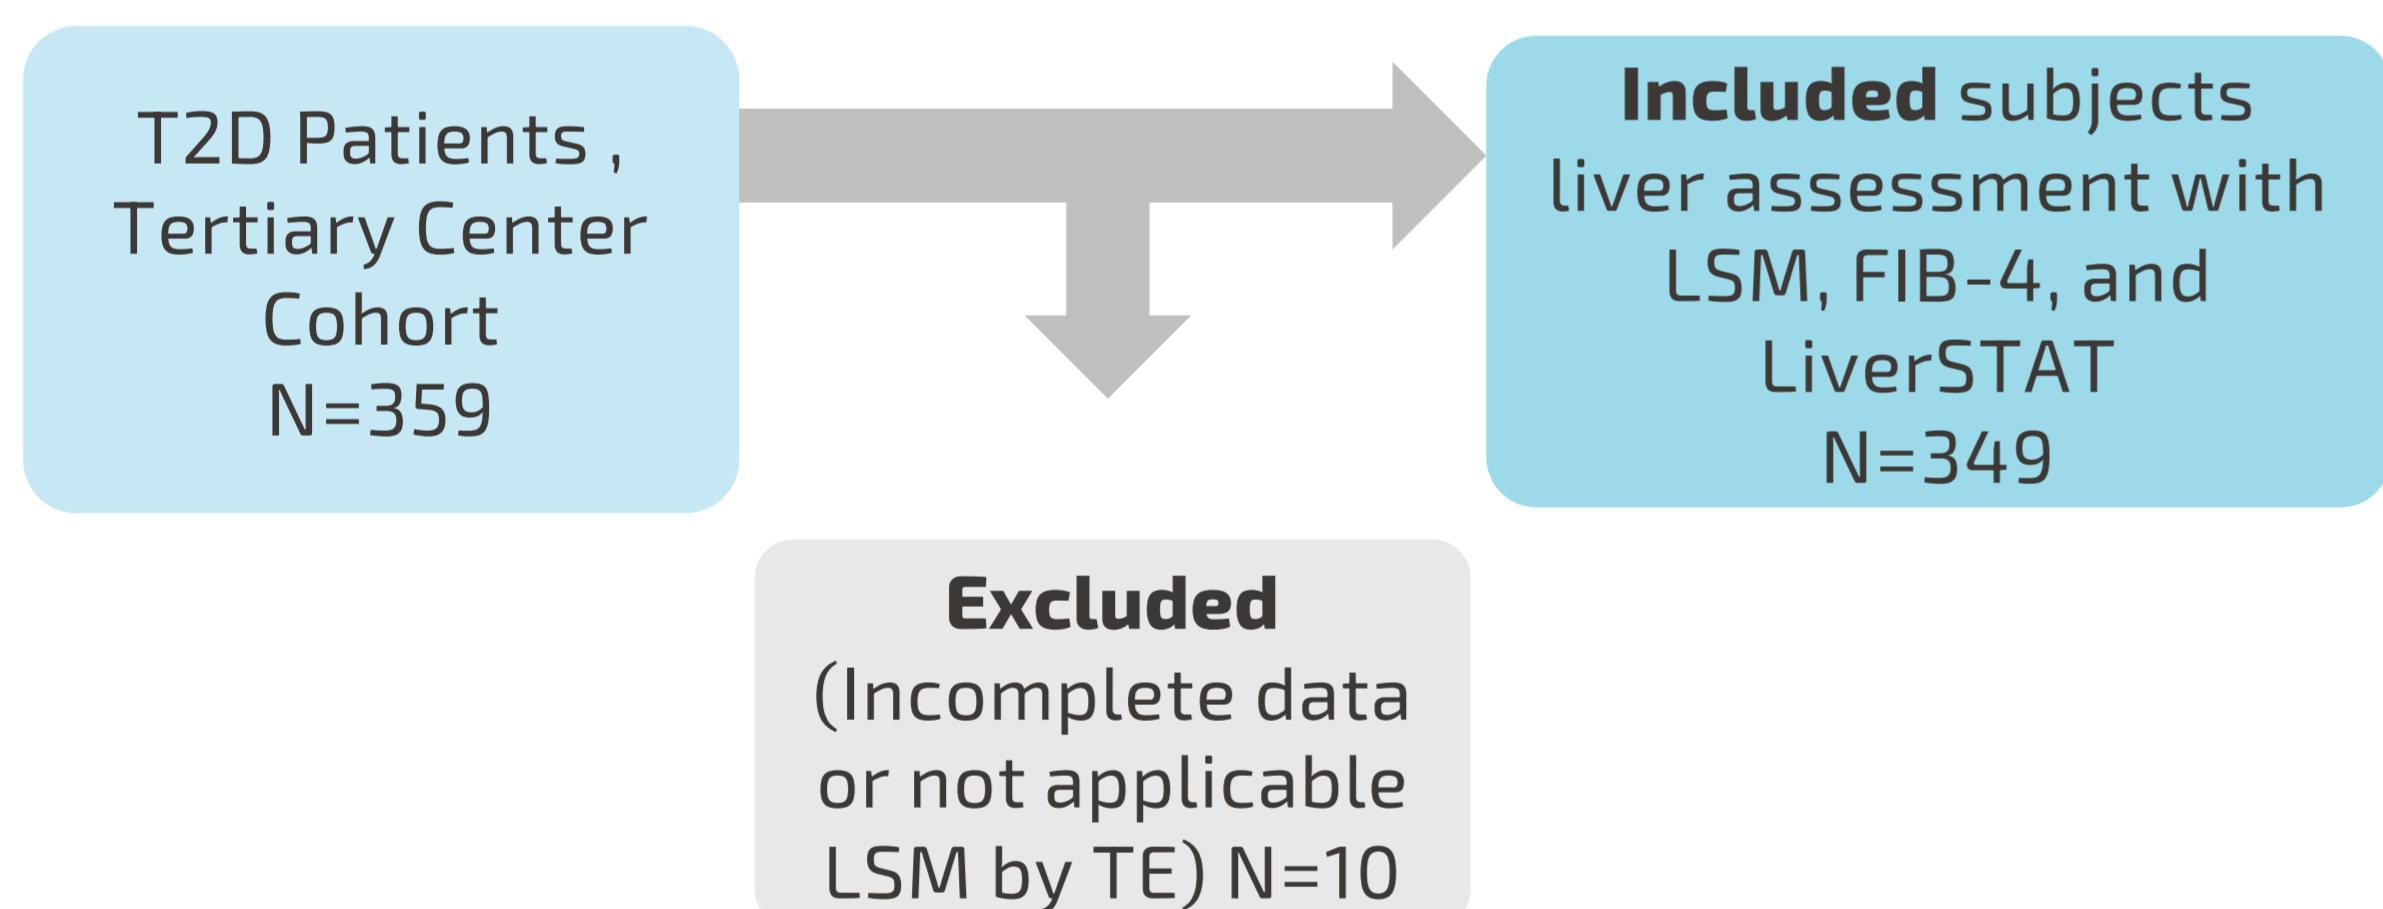 T2D Patients ,
Tertiary Center
Cohort
N=359
Included subjects
liver assessment with
LSM, FIB-4, and
LiverSTAT
N=349
Excluded
(Incomplete data
or not applicable
LSM by TE) N=10